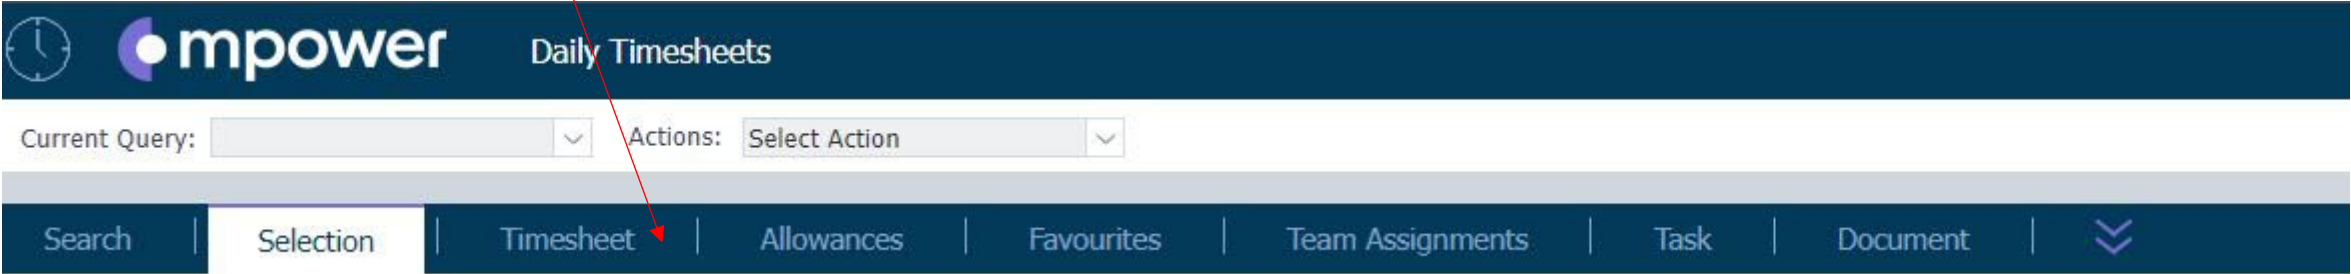 mpower Daily Timesheets
Current Query: Actions: Select Action
Search Selection Timesheet Allowances Favourites Team Assignments Task Document